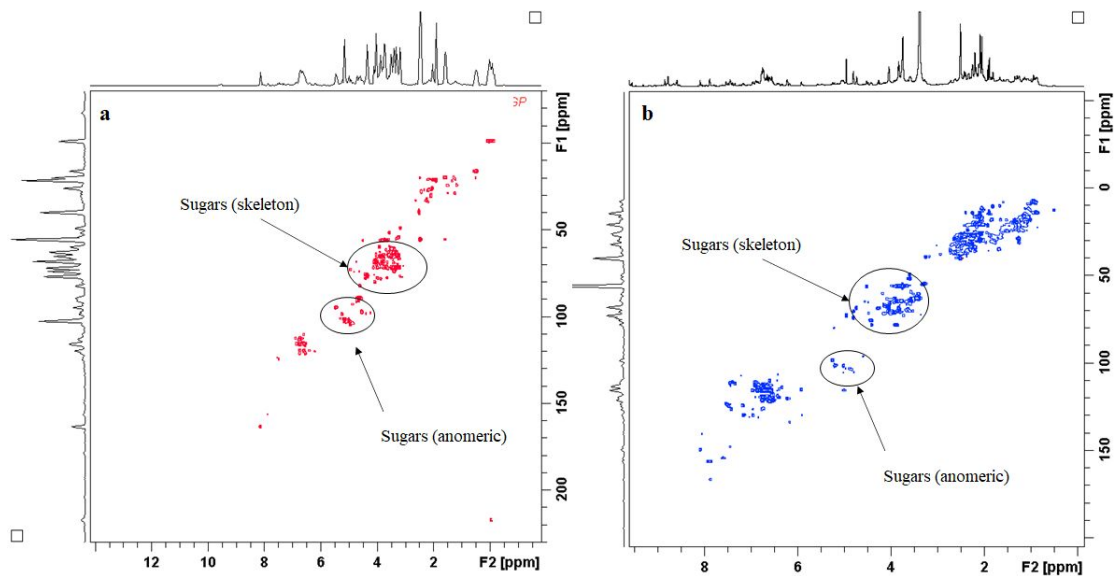 a
3P
Sugars (skeleton)
Sugars (anomeric)
F1 [ppm]
50
100
150
200
12
10
8
6
4
2
F2 [ppm]
b
Sugars (skeleton)
Sugars (anomeric)
F1 [ppm]
0
50
100
150
8
6
4
2
F2 [ppm]